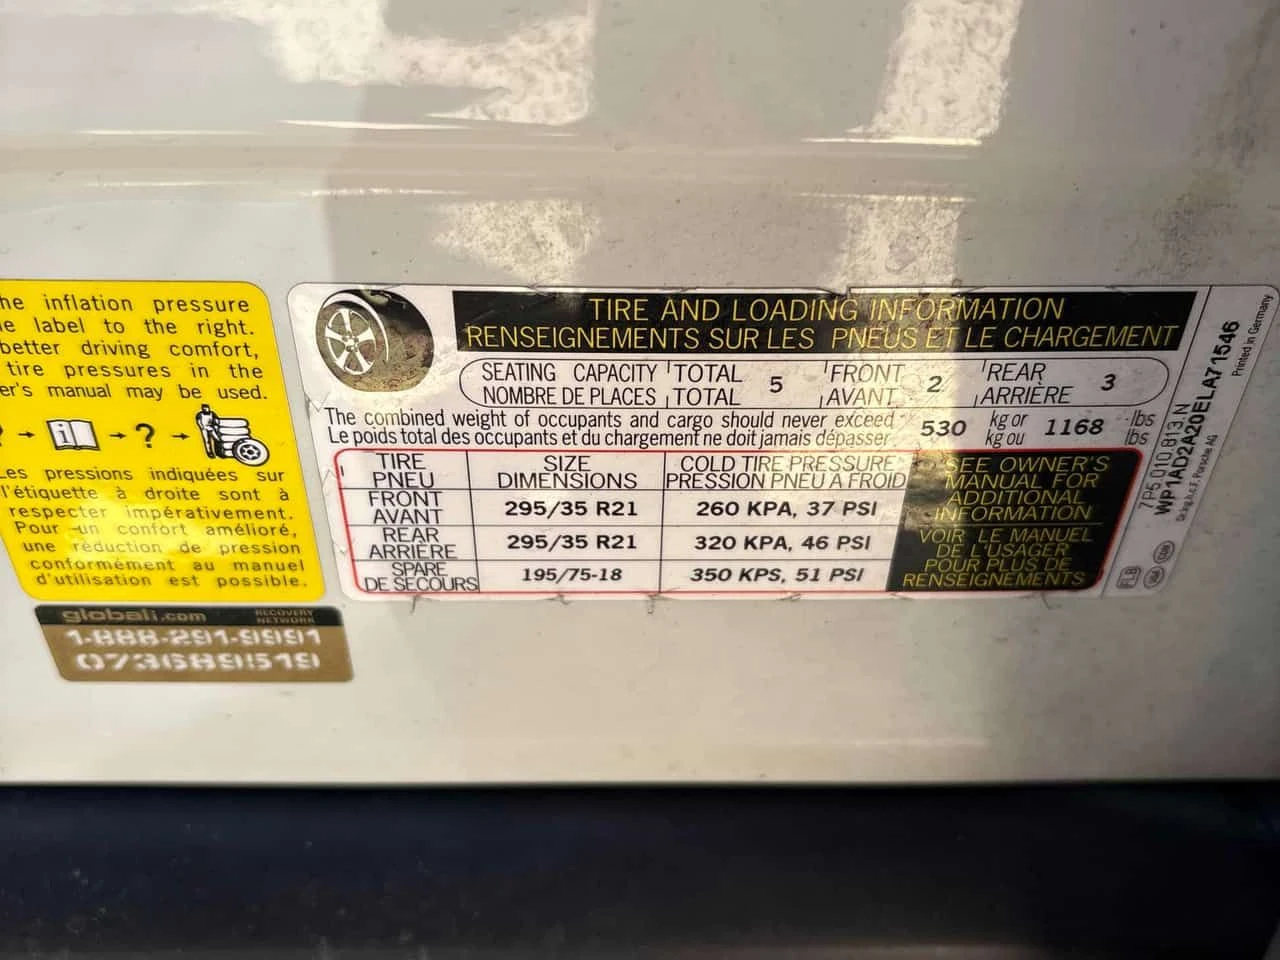 he inflation pressure
e label to the right.
better driving comfort,
tire pressures in the
er's manual may be used.
? → i → ? →
Les pressions indiquées sur
l'étiquette à droite sont à
respecter impérativement.
Pour un confort amélioré,
une réduction de pression
conformément au manuel
d'utilisation est possible.
globali.com RECOVERY NETWORK
1-888-291-9991
073689519
TIRE AND LOADING INFORMATION
RENSEIGNEMENTS SUR LES PNEUS ET LE CHARGEMENT
SEATING CAPACITY TOTAL 5 FRONT 2 REAR 3
NOMBRE DE PLACES TOTAL AVANT ARRIÈRE
The combined weight of occupants and cargo should never exceed 530 kg or 1168 lbs
Le poids total des occupants et du chargement ne doit jamais dépasser kg ou lbs
TIRE PNEU SIZE DIMENSIONS COLD TIRE PRESSURE PRESSION PNEU A FROID
FRONT AVANT 295/35 R21 260 KPA, 37 PSI
REAR ARRIÈRE 295/35 R21 320 KPA, 46 PSI
SPARE DE SECOURS 195/75-18 350 KPS, 51 PSI
SEE OWNER'S
MANUAL FOR
ADDITIONAL
INFORMATION
VOIR LE MANUEL
DE L'USAGER
POUR PLUS DE
RENSEIGNEMENTS
7P5 010 813 N
WP1AD2A20ELA71546
Dr.Ing.h.c.F. Porsche AG
Printed in Germany
FLB